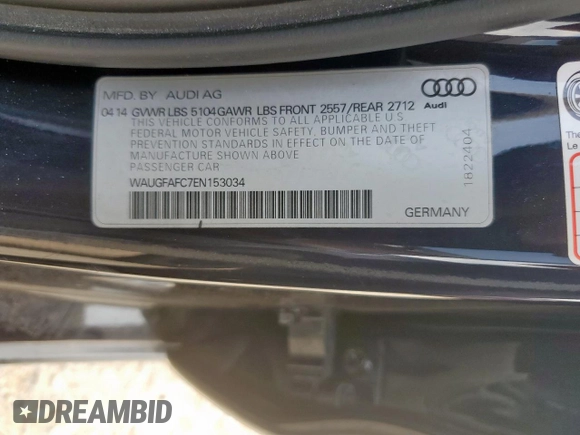 MFD. BY AUDI AG
04 14 GVWR LBS 5104 GAWR LBS FRONT 2557/REAR 2712
Audi
THIS VEHICLE CONFORMS TO ALL APPLICABLE U.S
FEDERAL MOTOR VEHICLE SAFETY, BUMPER AND THEFT
PREVENTION STANDARDS IN EFFECT ON THE DATE OF
MANUFACTURE SHOWN ABOVE
PASSENGER CAR
WAUGFAFC7EN153034
GERMANY
1822404
The
Le
DREAMBID